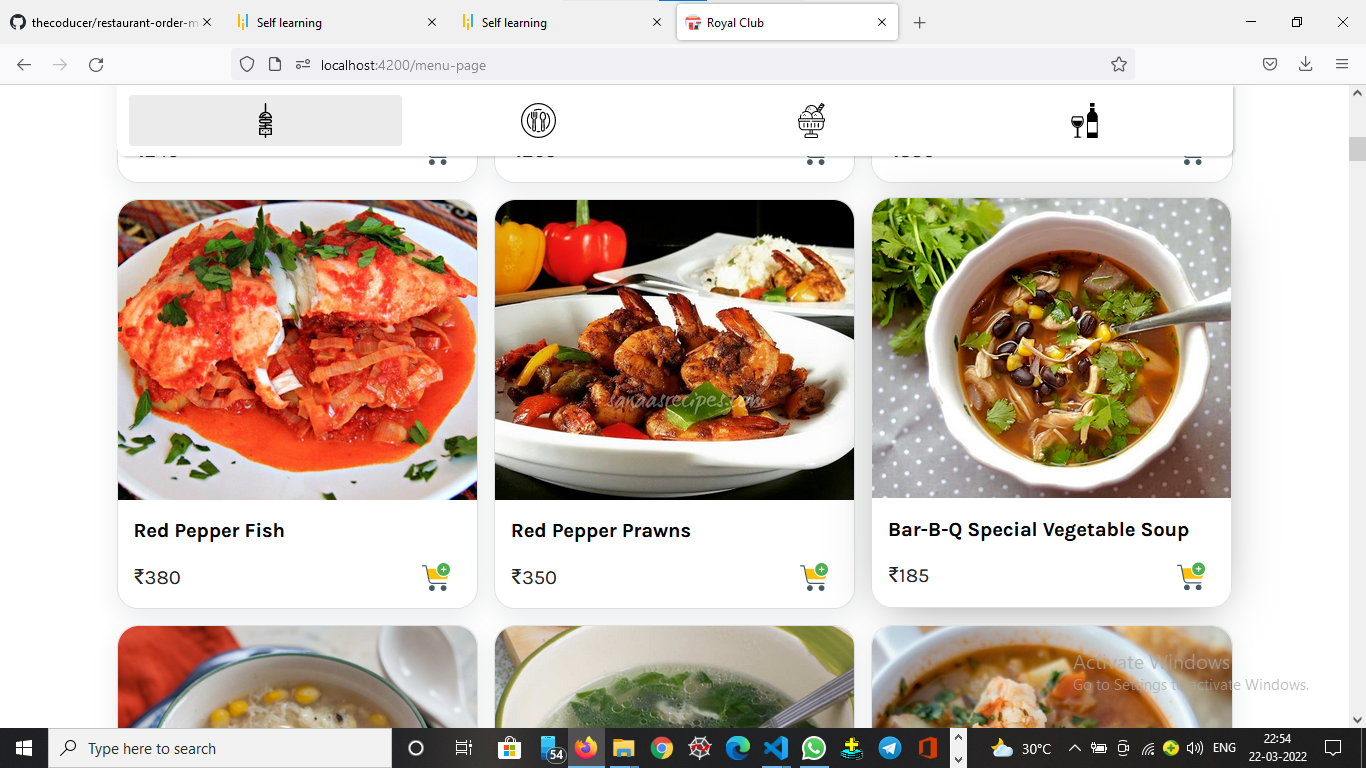 thecoducer/restaurant-order-m
Self learning
Self learning
Royal Club
localhost:4200/menu-page
sanaasrecipes.com
Red Pepper Fish
Red Pepper Prawns
Bar-B-Q Special Vegetable Soup
₹380
₹350
₹185
Activate Windows
Go to Settings to activate Windows.
Type here to search
54
30°C
ENG
22:54
22-03-2022